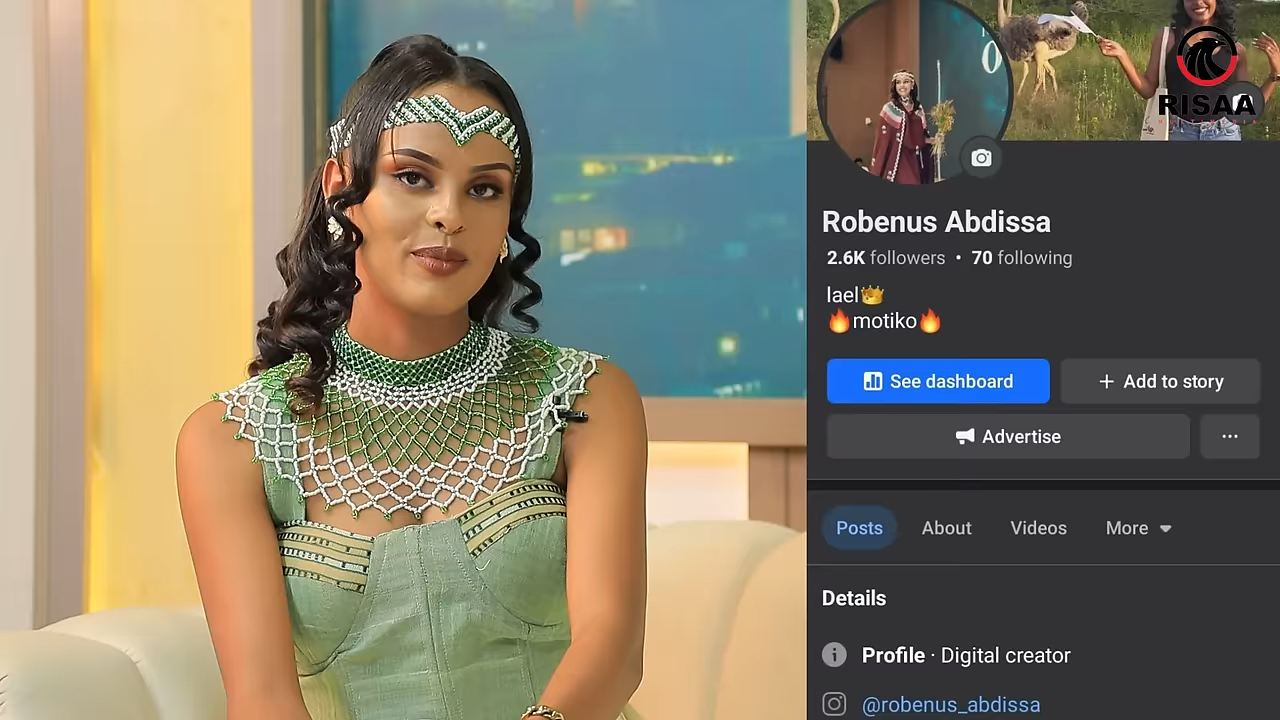 RISAA
Robenus Abdissa
2.6K followers • 70 following
lael👑
🔥motiko🔥
See dashboard
+ Add to story
Advertise
...
Posts About Videos More
Details
Profile · Digital creator
@robenus_abdissa